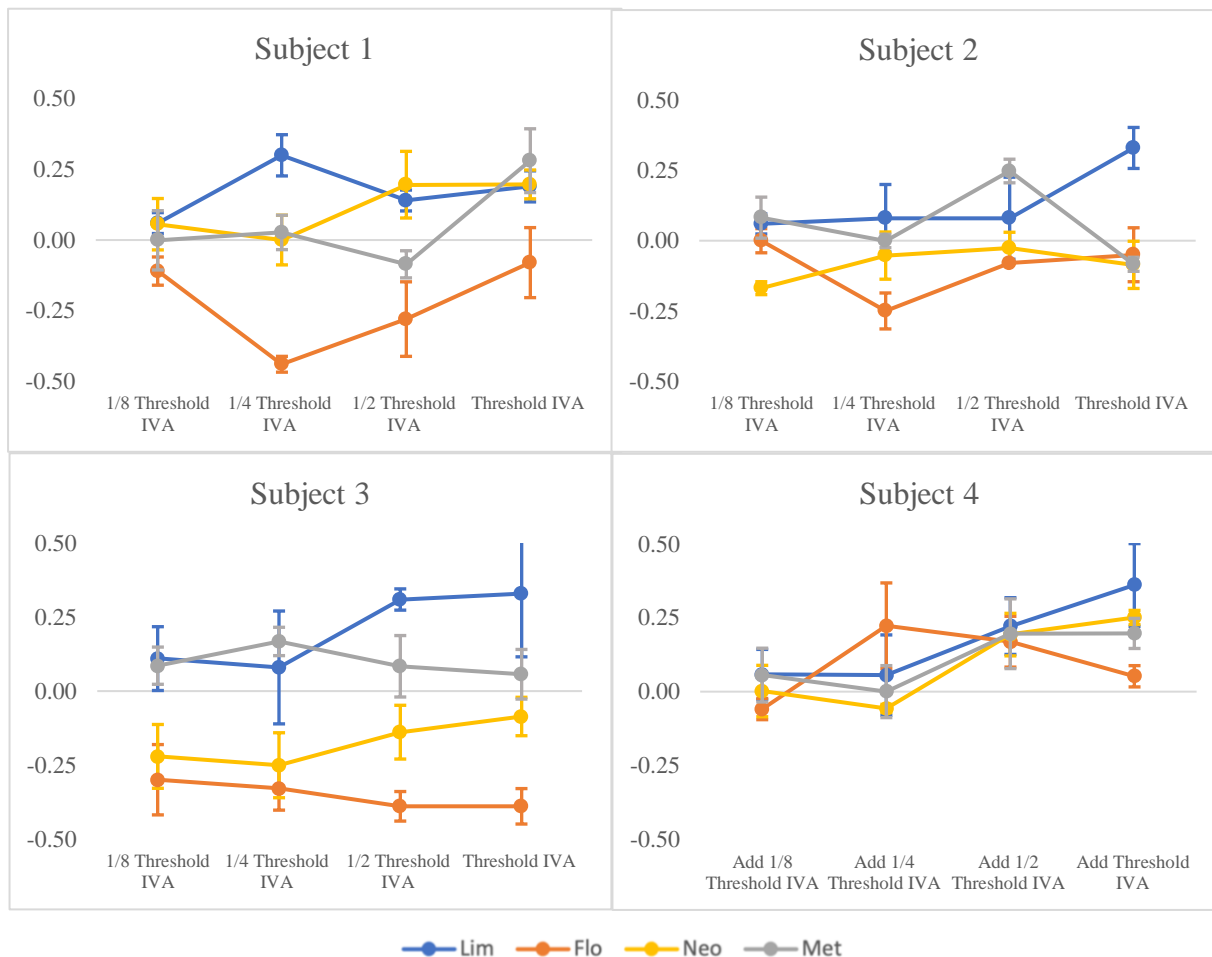 Subject 1
0.50
0.25
0.00
-0.25
-0.50
1/8 Threshold IVA
1/4 Threshold IVA
1/2 Threshold IVA
Threshold IVA
Subject 2
0.50
0.25
0.00
-0.25
-0.50
1/8 Threshold IVA
1/4 Threshold IVA
1/2 Threshold IVA
Threshold IVA
Subject 3
0.50
0.25
0.00
-0.25
-0.50
1/8 Threshold IVA
1/4 Threshold IVA
1/2 Threshold IVA
Threshold IVA
Subject 4
0.50
0.25
0.00
-0.25
-0.50
Add 1/8 Threshold IVA
Add 1/4 Threshold IVA
Add 1/2 Threshold IVA
Add Threshold IVA
Lim Flo Neo Met